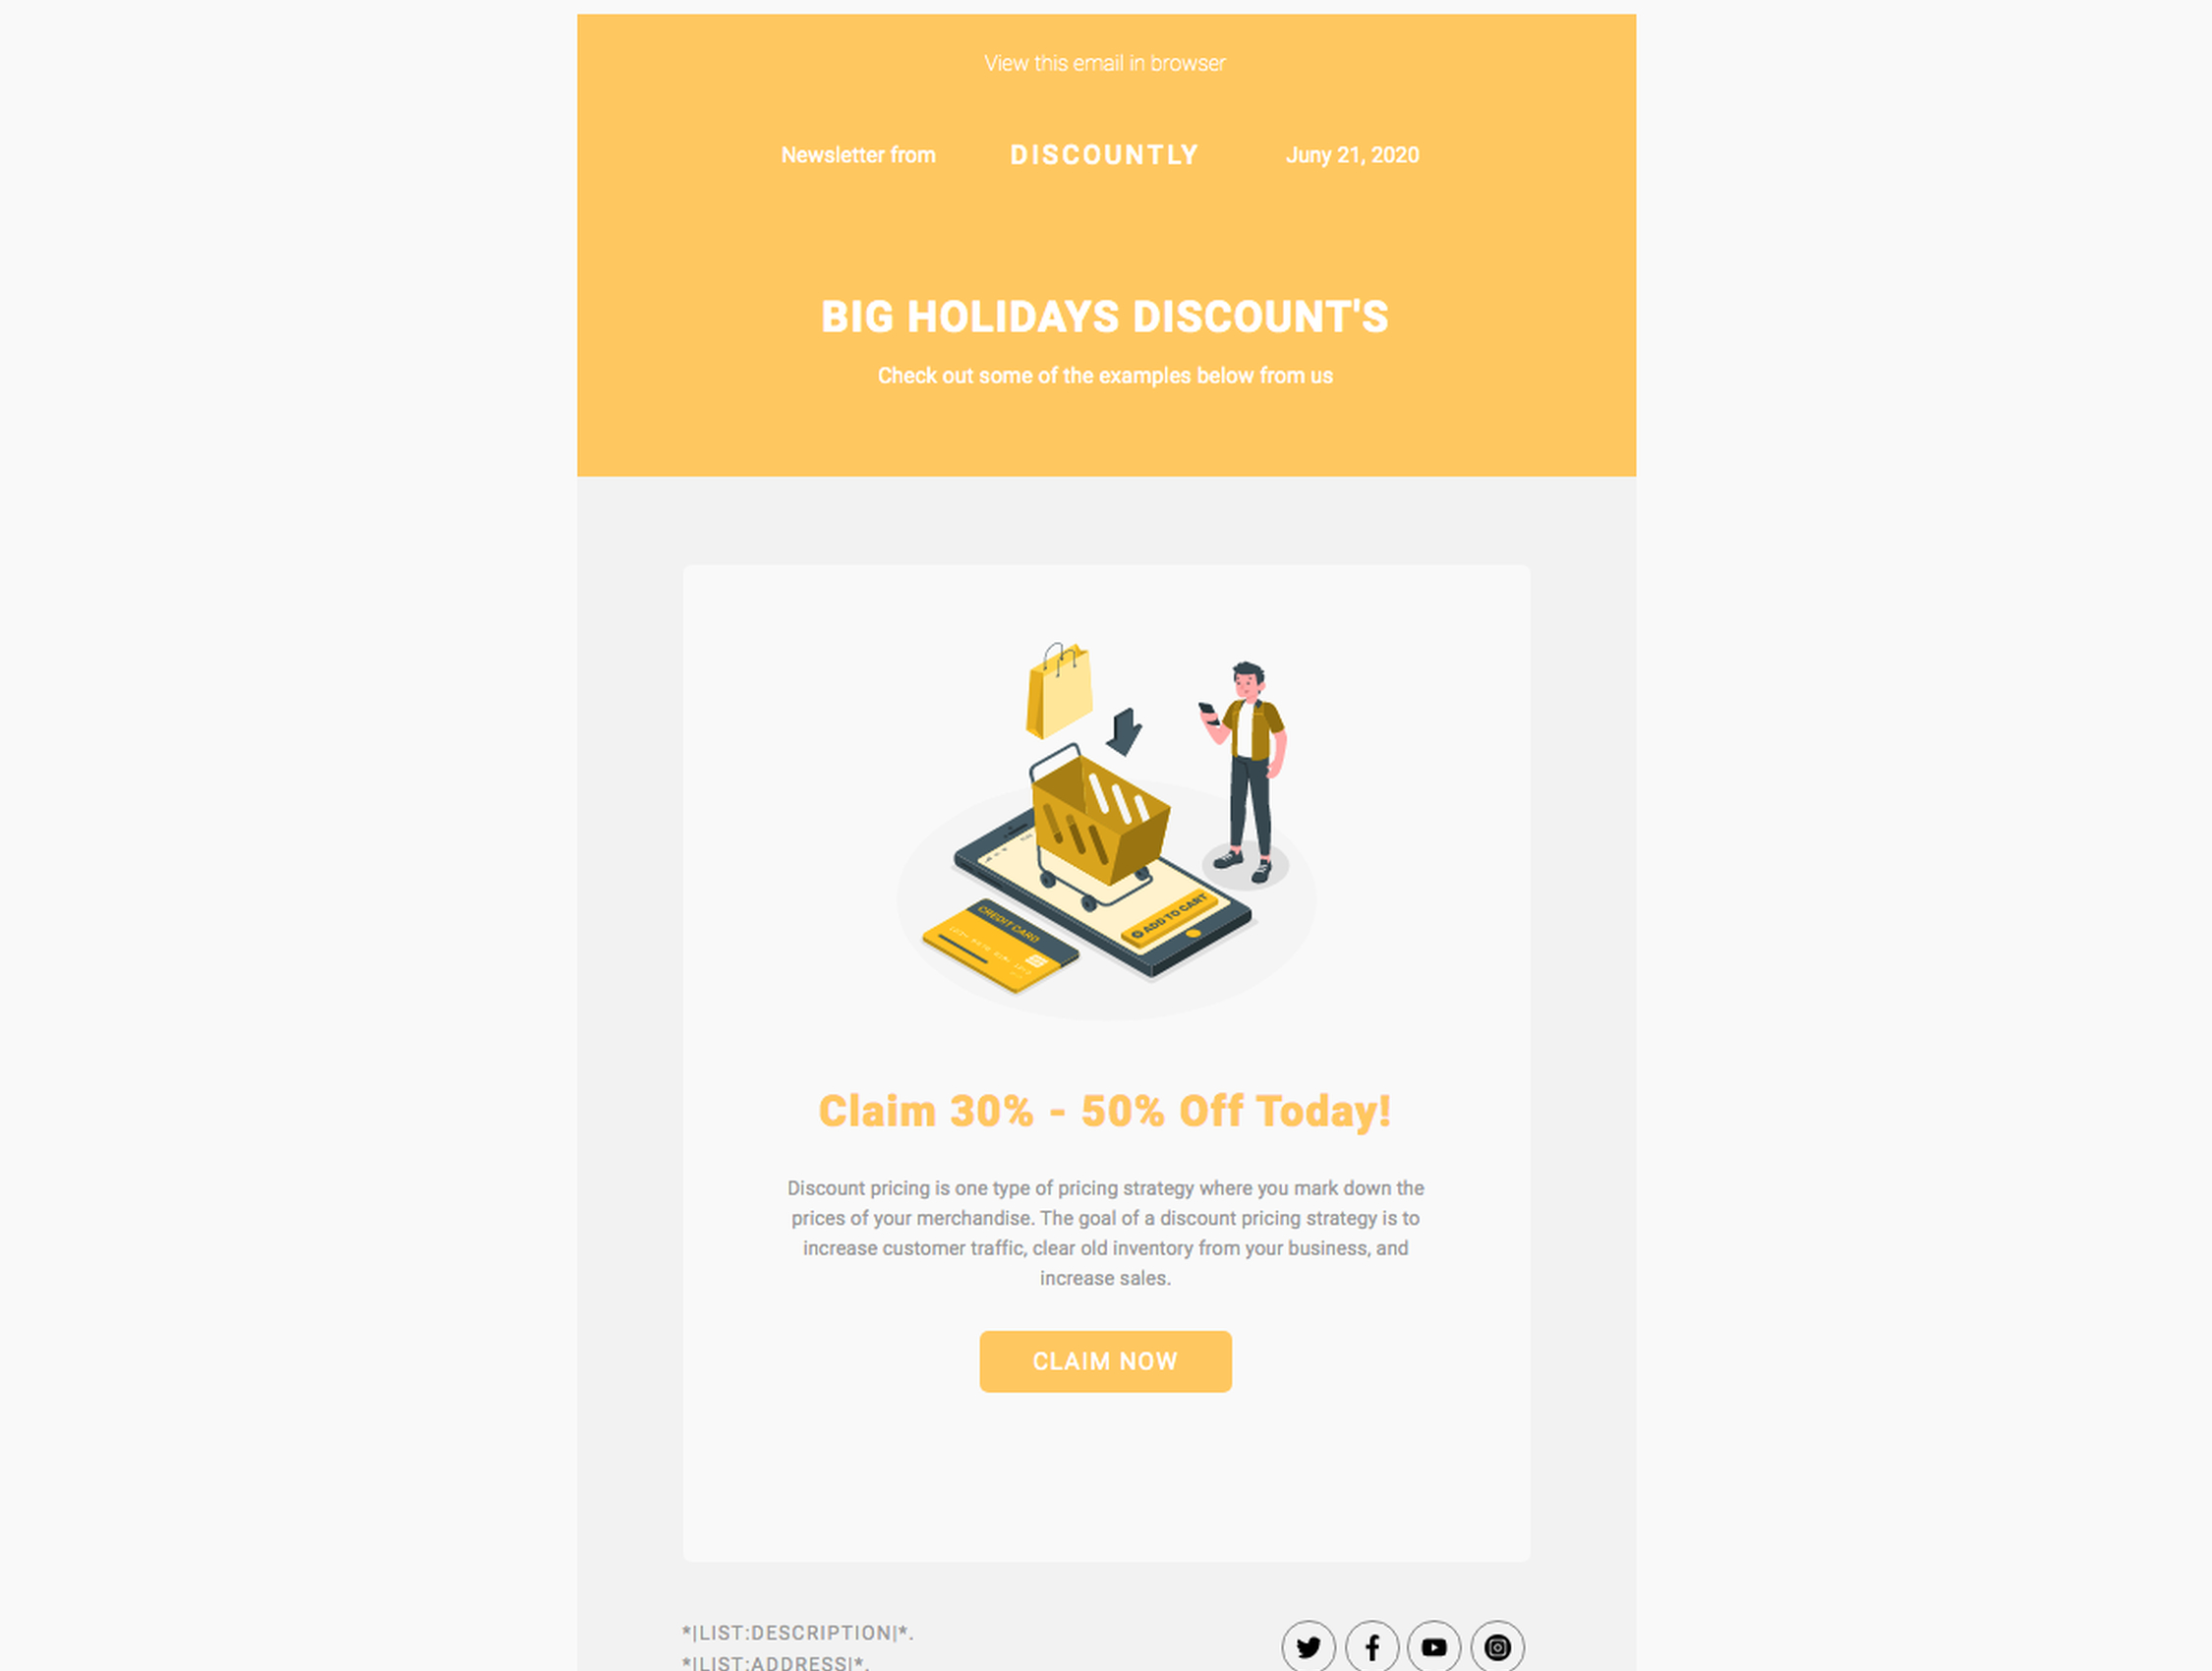 View this email in browser
Newsletter from DISCOUNTLY Juny 21, 2020
BIG HOLIDAYS DISCOUNT'S
Check out some of the examples below from us
ADD TO CART
CREDIT CARD
Claim 30% - 50% Off Today!
Discount pricing is one type of pricing strategy where you mark down the
prices of your merchandise. The goal of a discount pricing strategy is to
increase customer traffic, clear old inventory from your business, and
increase sales.
CLAIM NOW
*|LIST:DESCRIPTION|*.
*|LIST:ADDRESS|*.